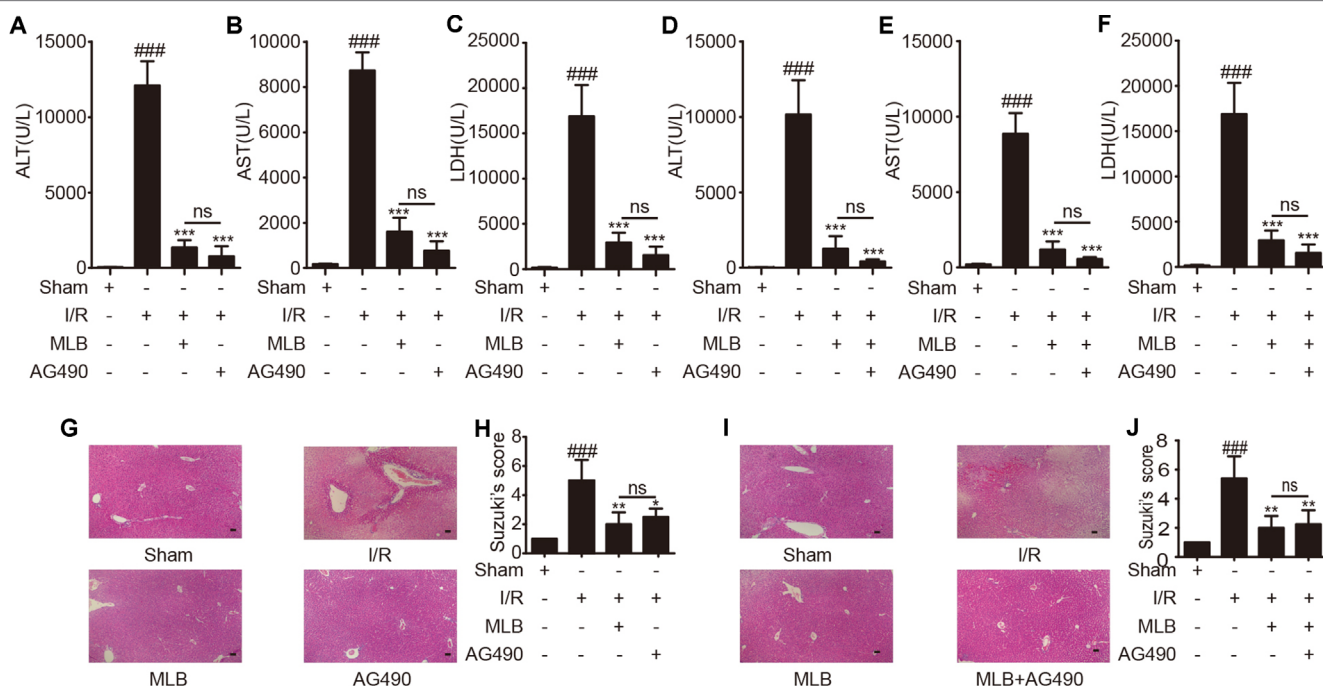 A
15000
10000
5000
0
ALT(U/L)
###
***
***
ns
Sham + - - -
I/R - + + +
MLB - - + -
AG490 - - - +
B
10000
8000
6000
4000
2000
0
AST(U/L)
###
***
***
ns
Sham + - - -
I/R - + + +
MLB - - + -
AG490 - - - +
C
25000
20000
15000
10000
5000
0
LDH(U/L)
###
***
***
ns
Sham + - - -
I/R - + + +
MLB - - + -
AG490 - - - +
D
15000
10000
5000
0
ALT(U/L)
###
***
***
ns
Sham + - - -
I/R - + + +
MLB - - + +
AG490 - - - +
E
15000
10000
5000
0
AST(U/L)
###
***
***
ns
Sham + - - -
I/R - + + +
MLB - - + +
AG490 - - - +
F
25000
20000
15000
10000
5000
0
LDH(U/L)
###
***
***
ns
Sham + - - -
I/R - + + +
MLB - - + +
AG490 - - - +
G
Sham
I/R
MLB
AG490
H
8
6
4
2
0
Suzuki's score
###
**
*
ns
Sham + - - -
I/R - + + +
MLB - - + -
AG490 - - - +
I
Sham
I/R
MLB
MLB+AG490
J
8
6
4
2
0
Suzuki's score
###
**
**
ns
Sham + - - -
I/R - + + +
MLB - - + +
AG490 - - - +